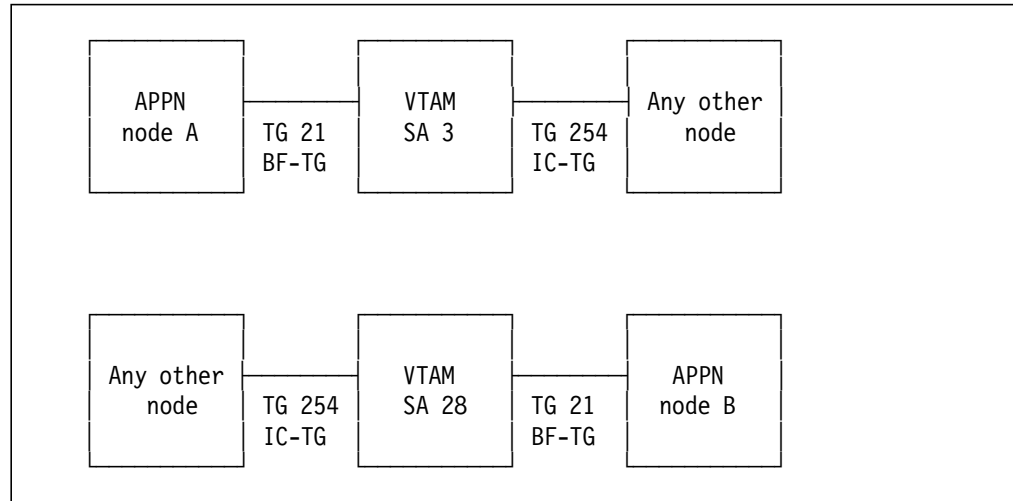 APPN VTAM Any other
node A TG 21 SA 3 TG 254 node
BF-TG IC-TG
Any other VTAM APPN
node TG 254 SA 28 TG 21 node B
IC-TG BF-TG